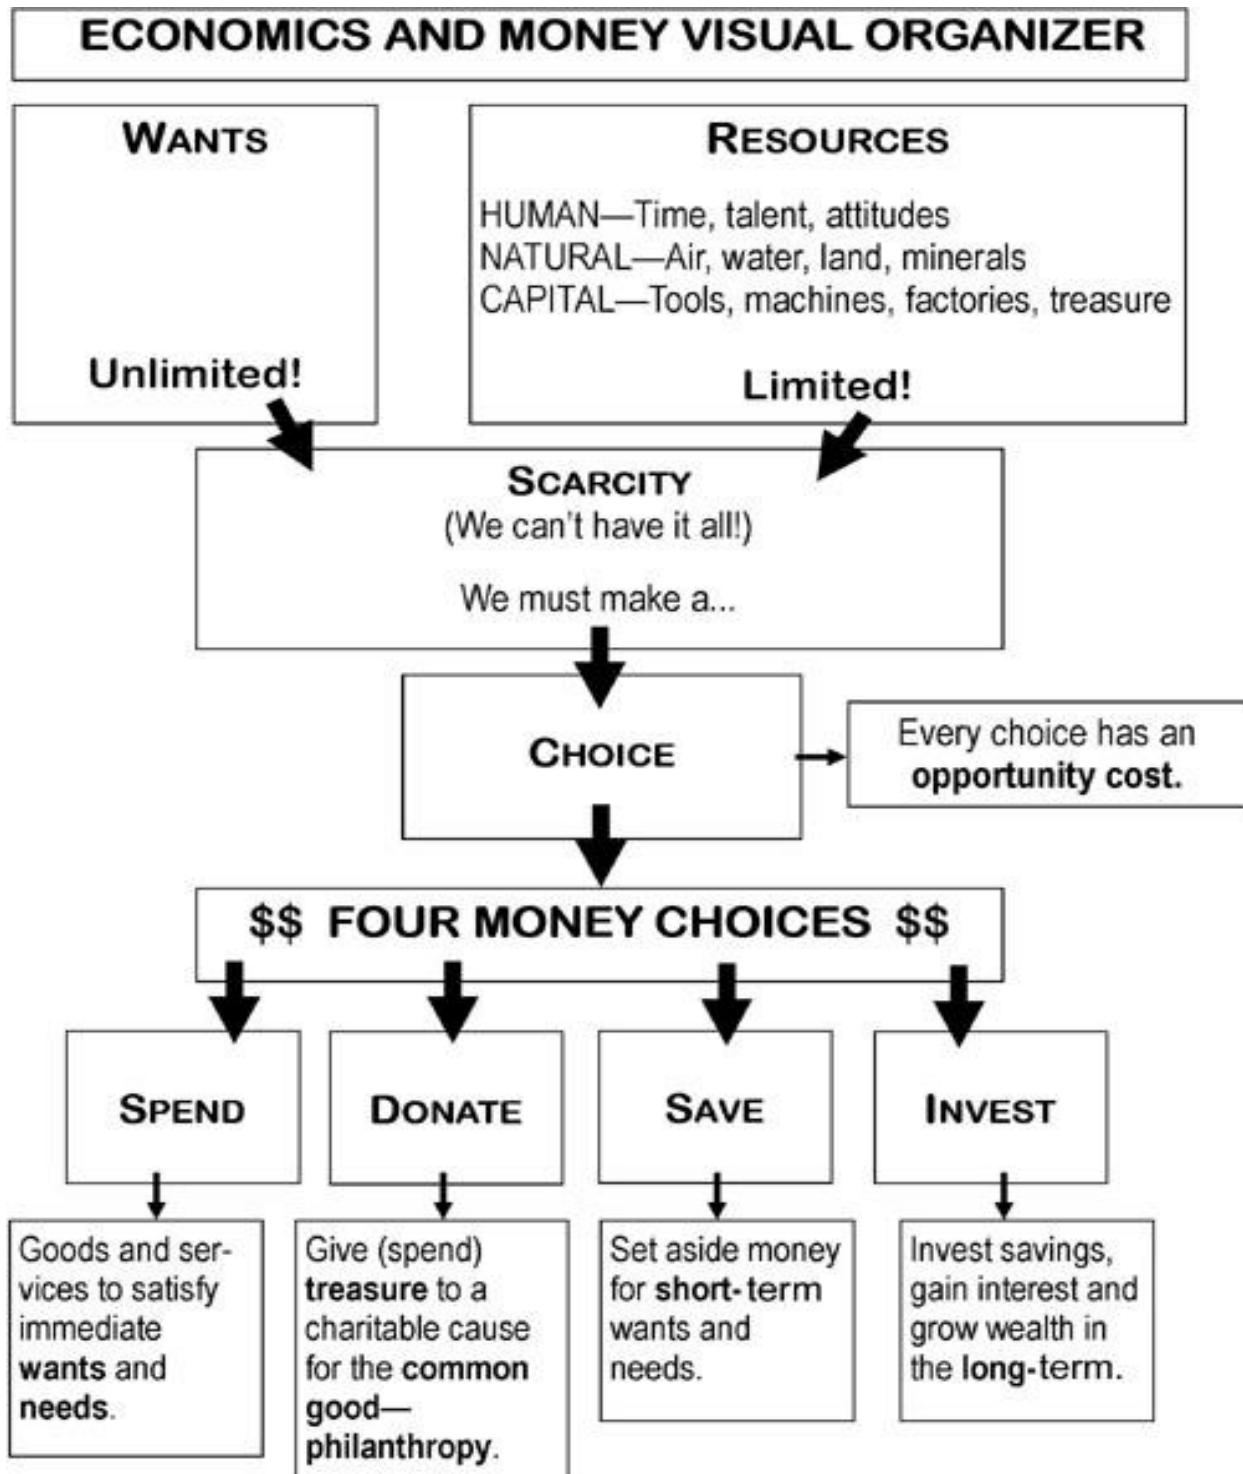 ECONOMICS AND MONEY VISUAL ORGANIZER
WANTS
Unlimited!
RESOURCES
HUMAN—Time, talent, attitudes
NATURAL—Air, water, land, minerals
CAPITAL—Tools, machines, factories, treasure
Limited!
SCARCITY
(We can't have it all!)
We must make a...
CHOICE
Every choice has an
opportunity cost.
$$ FOUR MONEY CHOICES $$
SPEND
DONATE
SAVE
INVEST
Goods and ser-
vices to satisfy
immediate
wants and
needs.
Give (spend)
treasure to a
charitable cause
for the common
good—
philanthropy.
Set aside money
for short-term
wants and
needs.
Invest savings,
gain interest and
grow wealth in
the long-term.